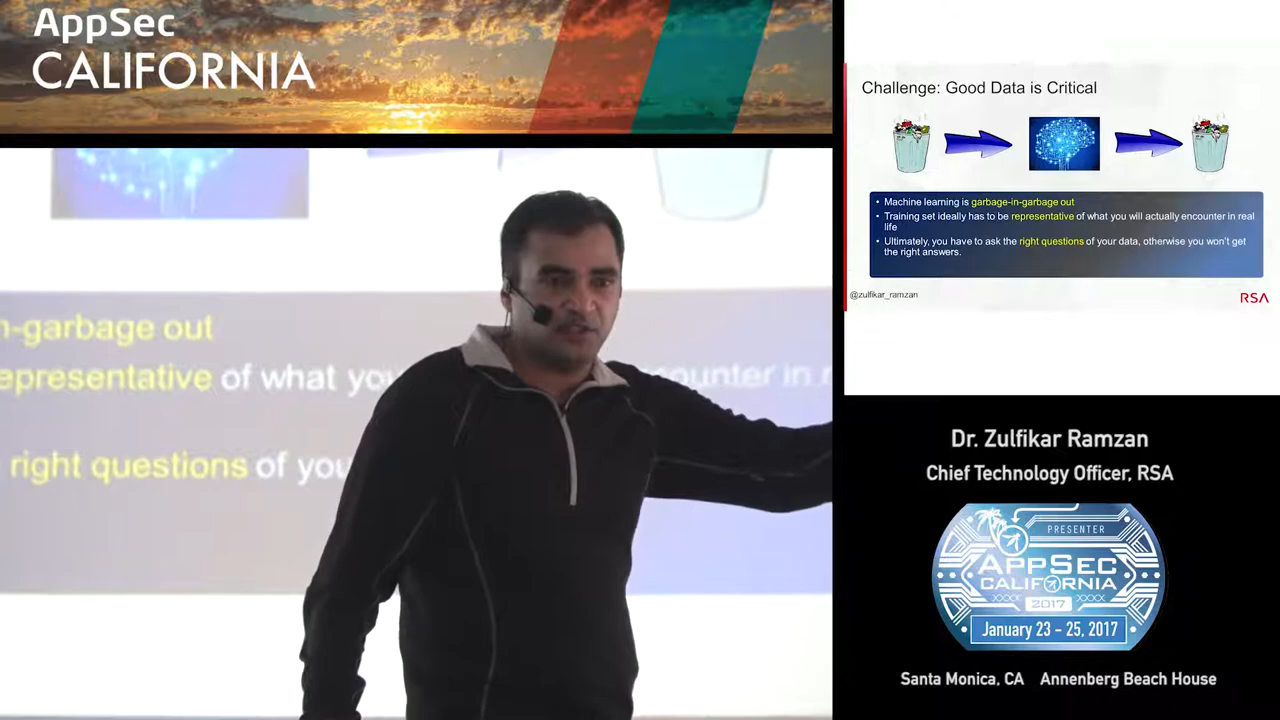 AppSec
CALIFORNIA
n-garbage out
epresentative of what you
counter in r
right questions of you
Challenge: Good Data is Critical
• Machine learning is garbage-in-garbage out
• Training set ideally has to be representative of what you will actually encounter in real
life
• Ultimately, you have to ask the right questions of your data, otherwise you won't get
the right answers.
@zulfikar_ramzan
RSA
Dr. Zulfikar Ramzan
Chief Technology Officer, RSA
PRESENTER
APPSEC
CALIFORNIA
2017
January 23 - 25, 2017
Santa Monica, CA Annenberg Beach House